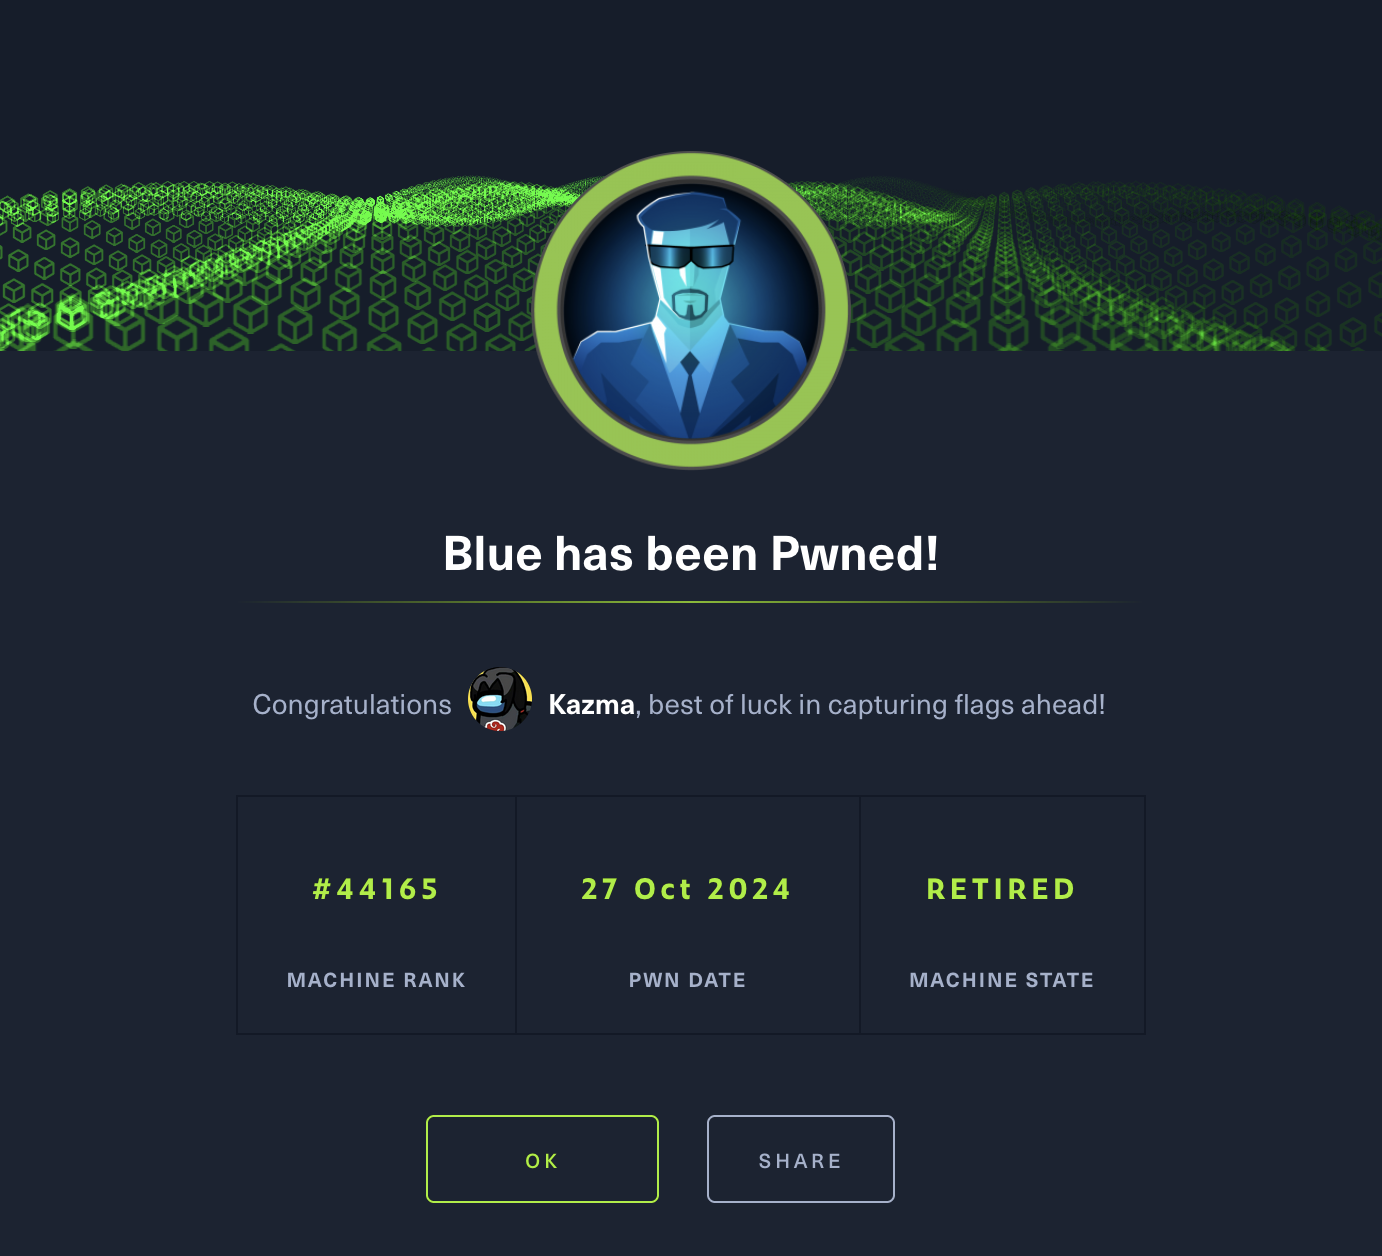 Blue has been Pwned!
Congratulations Kazma, best of luck in capturing flags ahead!
#44165 27 Oct 2024 RETIRED
MACHINE RANK PWN DATE MACHINE STATE
OK SHARE